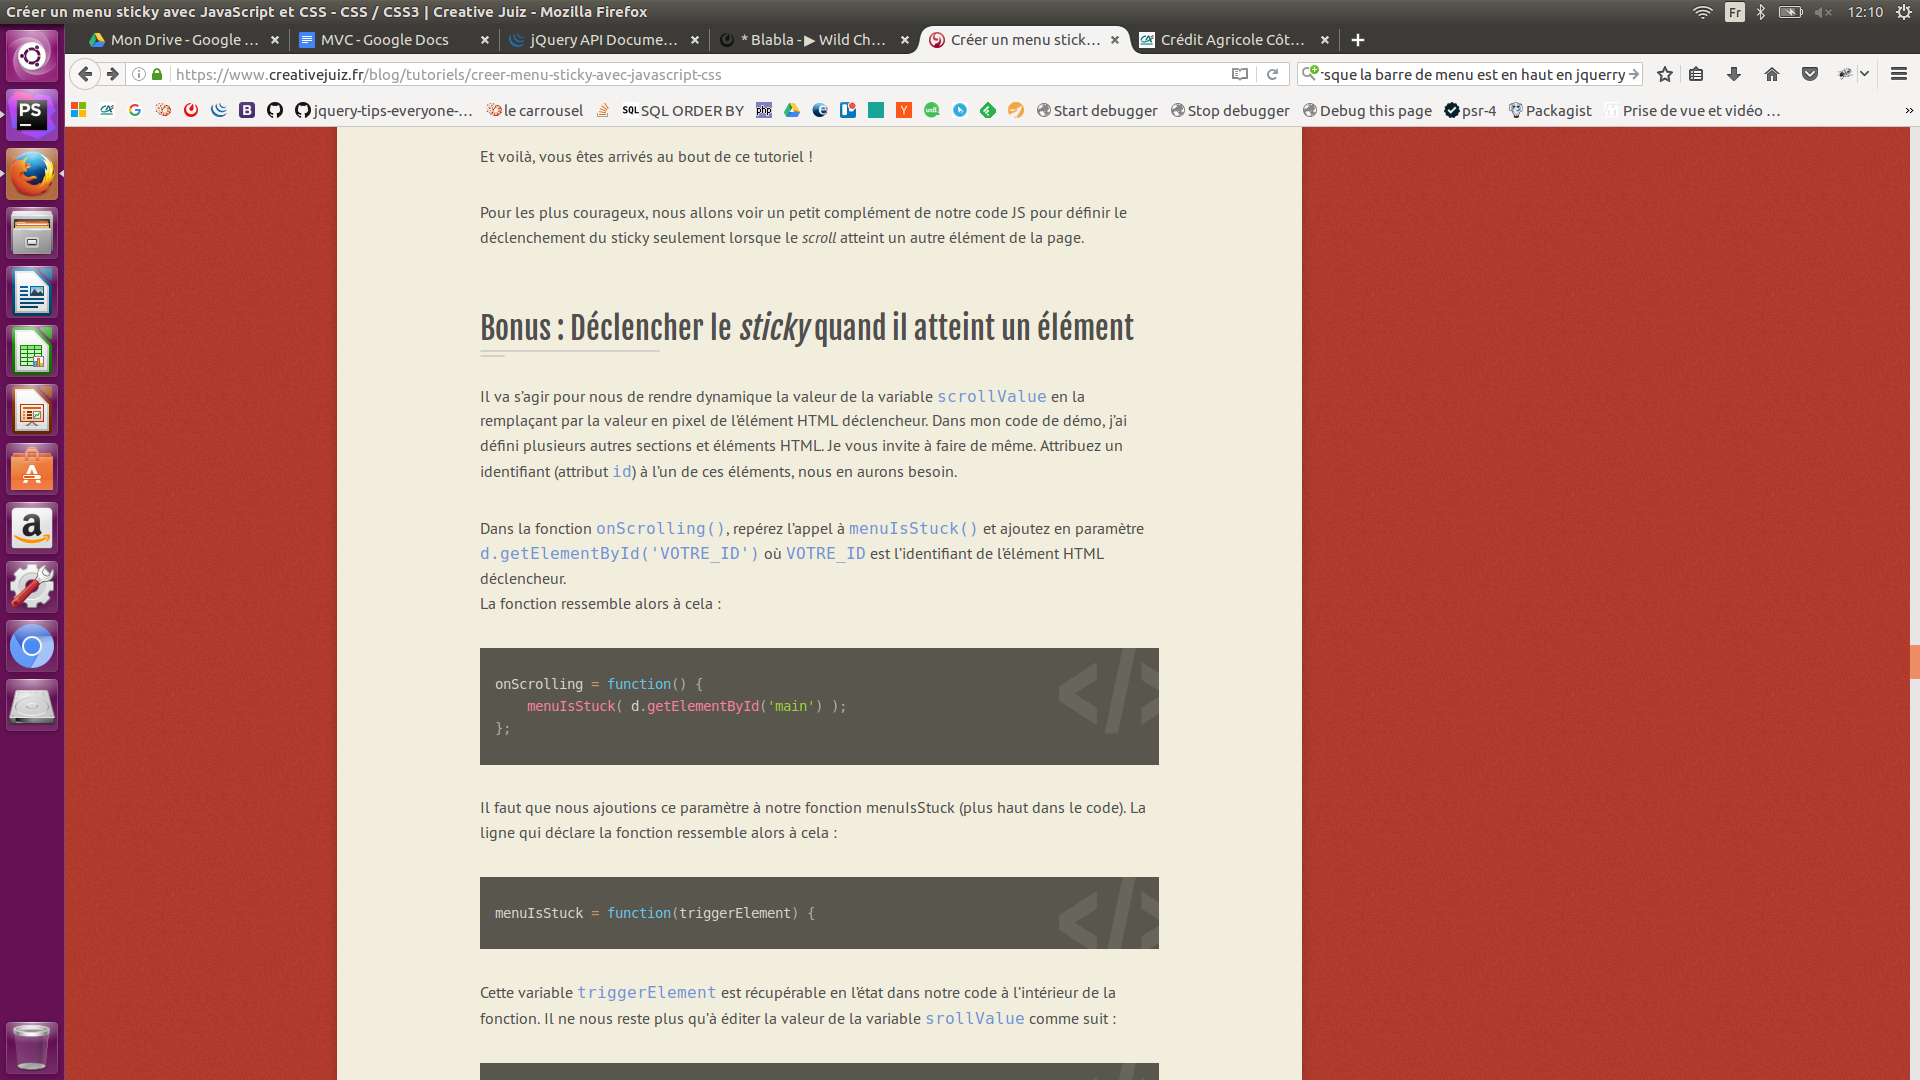 Créer un menu sticky avec JavaScript et CSS - CSS / CSS3 | Creative Juiz - Mozilla Firefox
Fr
12:10
Mon Drive - Google ...
MVC - Google Docs
jQuery API Docume...
* Blabla - ▶ Wild Ch...
Créer un menu stick...
Crédit Agricole Côt...
https://www.creativejuiz.fr/blog/tutoriels/creer-menu-sticky-avec-javascript-css
rsque la barre de menu est en haut en jquerry
jquery-tips-everyone-...
le carrousel
SQL SQL ORDER BY
php
Start debugger
Stop debugger
Debug this page
psr-4
Packagist
Prise de vue et vidéo ...
Et voilà, vous êtes arrivés au bout de ce tutoriel !
Pour les plus courageux, nous allons voir un petit complément de notre code JS pour définir le
déclenchement du sticky seulement lorsque le scroll atteint un autre élément de la page.
Bonus : Déclencher le sticky quand il atteint un élément
Il va s’agir pour nous de rendre dynamique la valeur de la variable scrollValue en la
remplaçant par la valeur en pixel de l’élément HTML déclencheur. Dans mon code de démo, j’ai
défini plusieurs autres sections et éléments HTML. Je vous invite à faire de même. Attribuez un
identifiant (attribut id) à l’un de ces éléments, nous en aurons besoin.
Dans la fonction onScrolling(), repérez l’appel à menuIsStuck() et ajoutez en paramètre
d.getElementById('VOTRE_ID') où VOTRE_ID est l’identifiant de l’élément HTML
déclencheur.
La fonction ressemble alors à cela :
onScrolling = function() {
menuIsStuck( d.getElementById('main') );
};
Il faut que nous ajoutions ce paramètre à notre fonction menuIsStuck (plus haut dans le code). La
ligne qui déclare la fonction ressemble alors à cela :
menuIsStuck = function(triggerElement) {
Cette variable triggerElement est récupérable en l’état dans notre code à l’intérieur de la
fonction. Il ne nous reste plus qu’à éditer la valeur de la variable srollValue comme suit :